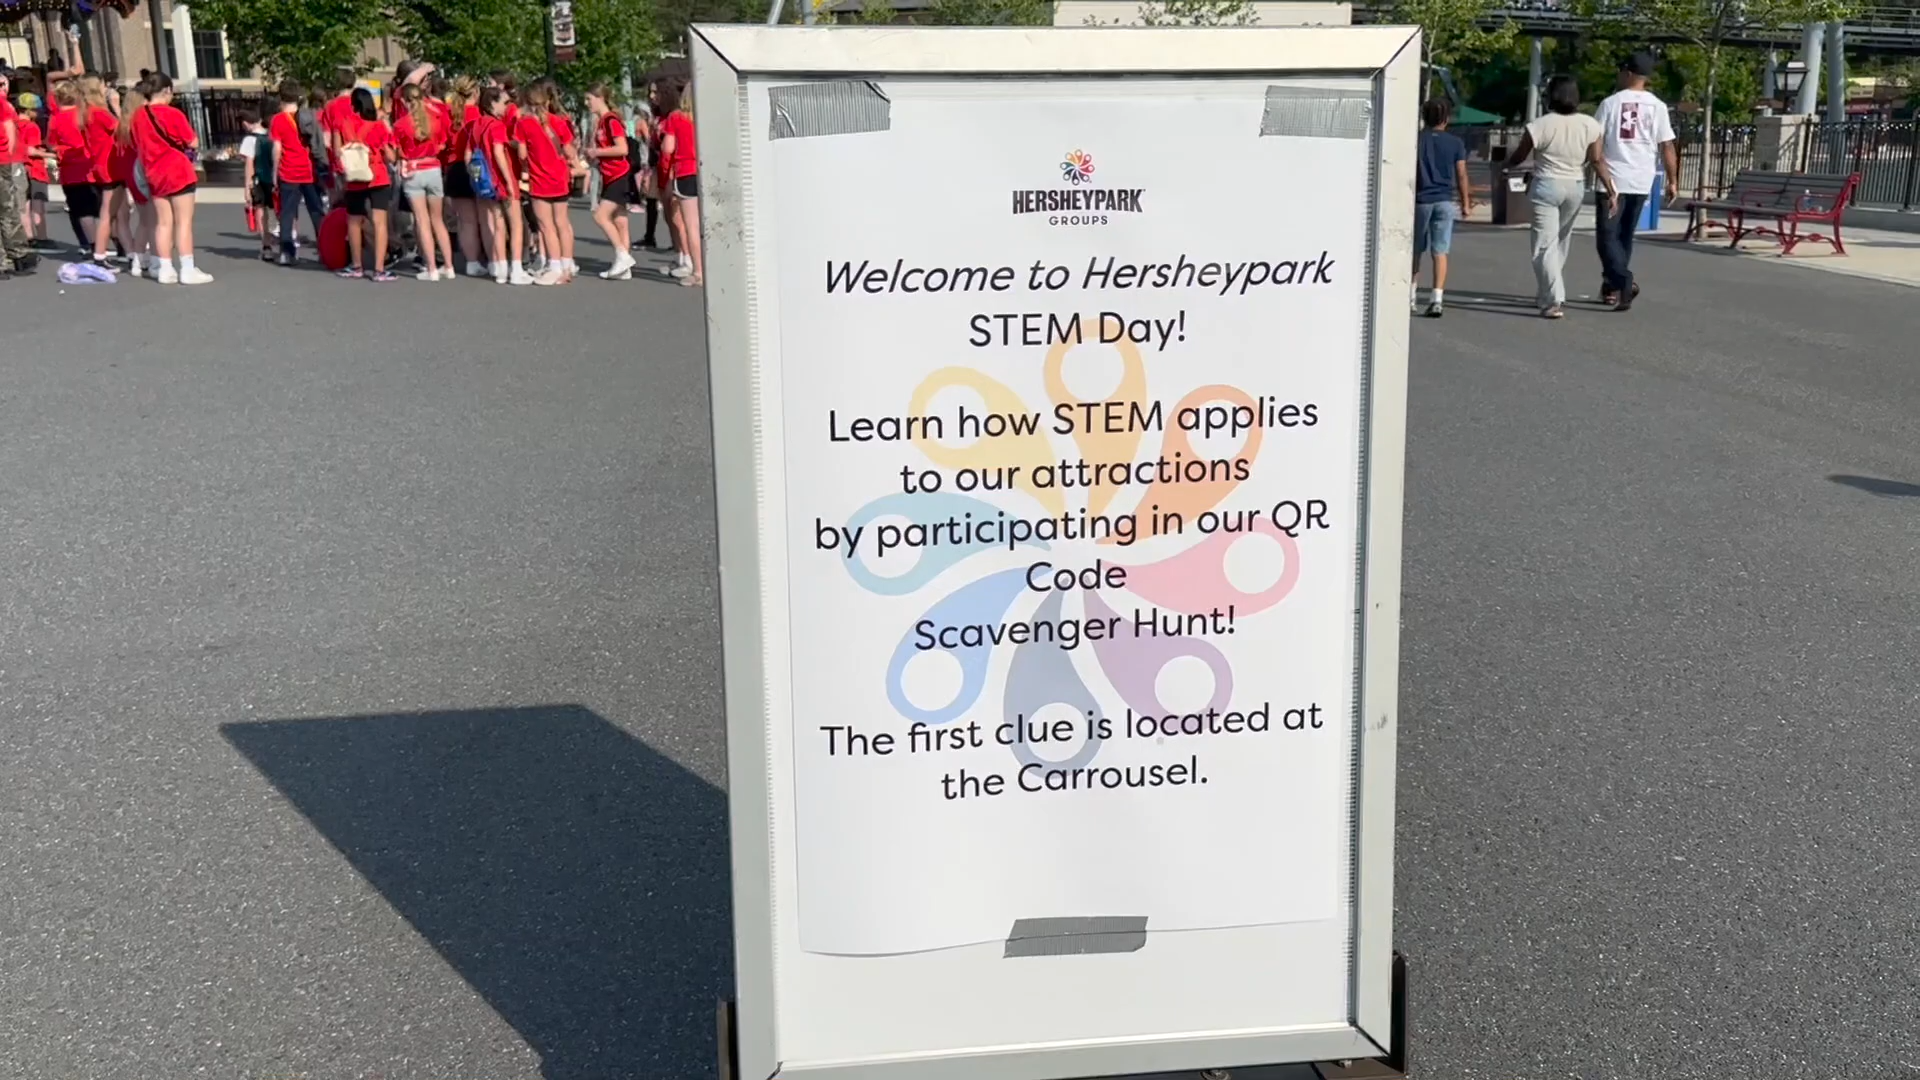 HERSHEYPARK
GROUPS
Welcome to Hersheypark
STEM Day!
Learn how STEM applies
to our attractions
by participating in our QR
Code
Scavenger Hunt!
The first clue is located at
the Carrousel.